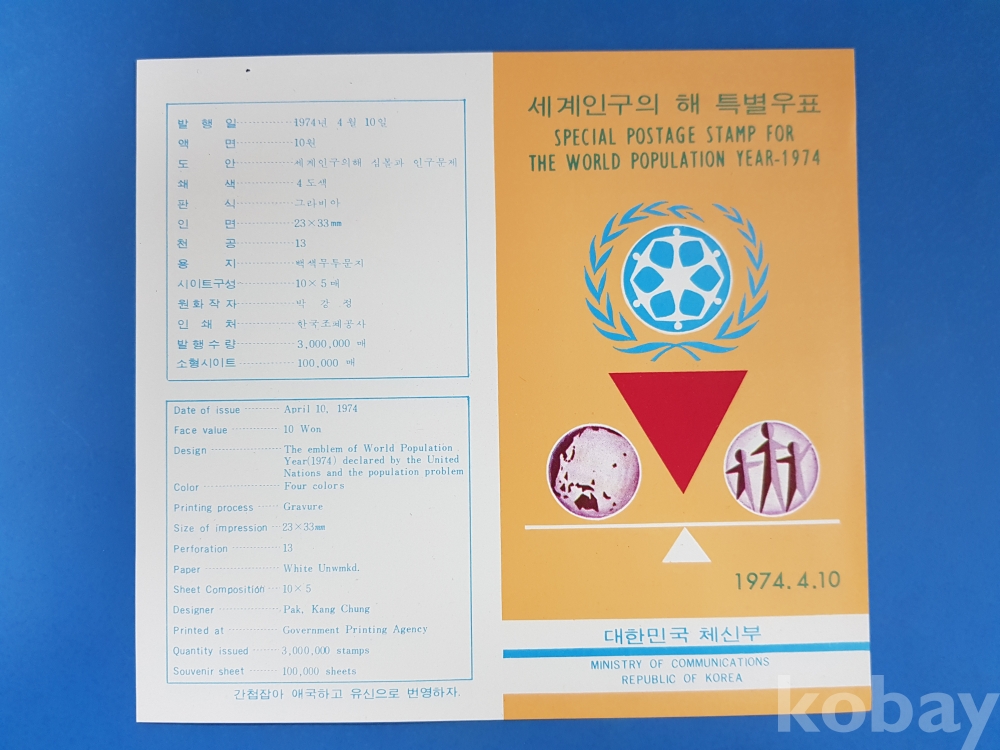 발 행 일 1974년 4월 10일
액 면 10원
도 안 세계인구의해 심볼과 인구문제
쇄 색 4도색
판 식 그라비아
인 면 23×33㎜
천 공 13
용 지 백색무투문지
시이트구성 10×5매
원화작자 박 강 정
인 쇄 처 한국조폐공사
발행수량 3,000,000 매
소형시이트 100,000 매
Date of issue April 10, 1974
Face value 10 Won
Design The emblem of World Population
Year(1974) declared by the United
Nations and the population problem
Color Four colors
Printing process Gravure
Size of impression 23×33㎜
Perforation 13
Paper White Unwmkd.
Sheet Composition 10×5
Designer Pak, Kang Chung
Printed at Government Printing Agency
Quantity issued 3,000,000 stamps
Souvenir sheet 100,000 sheets
간첩잡아 애국하고 유신으로 번영하자.
세계인구의 해 특별우표
SPECIAL POSTAGE STAMP FOR
THE WORLD POPULATION YEAR-1974
1974.4.10
대한민국 체신부
MINISTRY OF COMMUNICATIONS
REPUBLIC OF KOREA
kobay